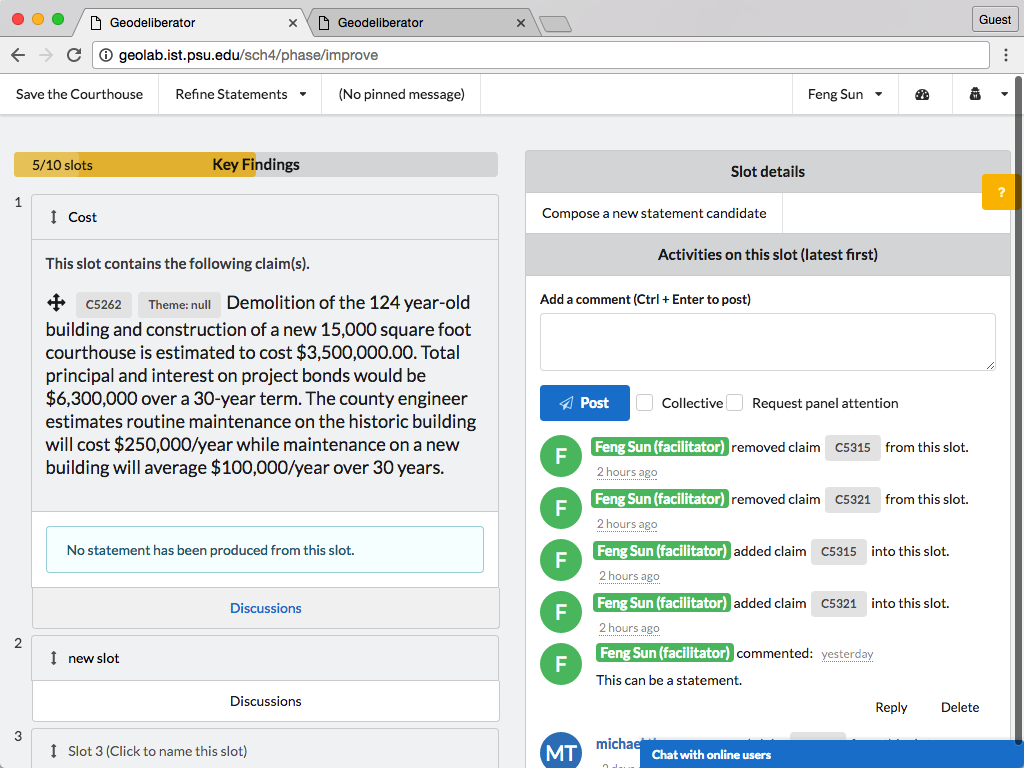 Geodeliberator
Geodeliberator
Guest
geolab.ist.psu.edu/sch4/phase/improve
Save the Courthouse
Refine Statements
(No pinned message)
Feng Sun
5/10 slots
Key Findings
1
Cost
This slot contains the following claim(s).
C5262 Theme: null Demolition of the 124 year-old
building and construction of a new 15,000 square foot
courthouse is estimated to cost $3,500,000.00. Total
principal and interest on project bonds would be
$6,300,000 over a 30-year term. The county engineer
estimates routine maintenance on the historic building
will cost $250,000/year while maintenance on a new
building will average $100,000/year over 30 years.
No statement has been produced from this slot.
Discussions
2
new slot
Discussions
3
Slot 3 (Click to name this slot)
Slot details
?
Compose a new statement candidate
Activities on this slot (latest first)
Add a comment (Ctrl + Enter to post)
Post
Collective
Request panel attention
F
Feng Sun (facilitator) removed claim C5315 from this slot.
2 hours ago
F
Feng Sun (facilitator) removed claim C5321 from this slot.
2 hours ago
F
Feng Sun (facilitator) added claim C5315 into this slot.
2 hours ago
F
Feng Sun (facilitator) added claim C5321 into this slot.
2 hours ago
F
Feng Sun (facilitator) commented: yesterday
This can be a statement.
Reply
Delete
MT
Chat with online users